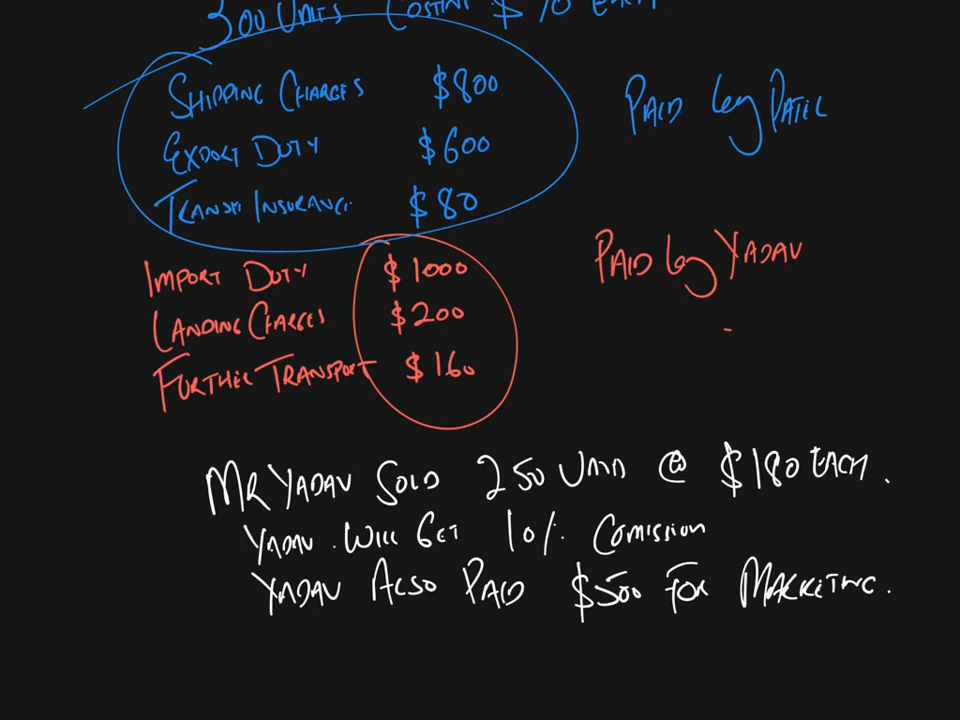 300 UNITS COSTING $ 70 EACH
SHIPPING CHARGES $800
EXPORT DUTY $600
PAID by PATEL
TRANSIT INSURANCE $80
IMPORT DUTY $1000
PAID by YADAV
LANDING CHARGES $200
FURTHER TRANSPORT $160
MR YADAV SOLD 250 UNITS @ $180 EACH.
YADAV WILL GET 10% COMISSION
YADAV ALSO PAID $500 FOR MARKETING.